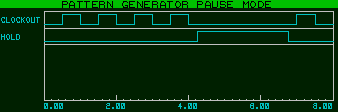 PATTERN GENERATOR PAUSE MODE
CLOCKOUT
HOLD
0.00 2.00 4.00 6.00 8.00